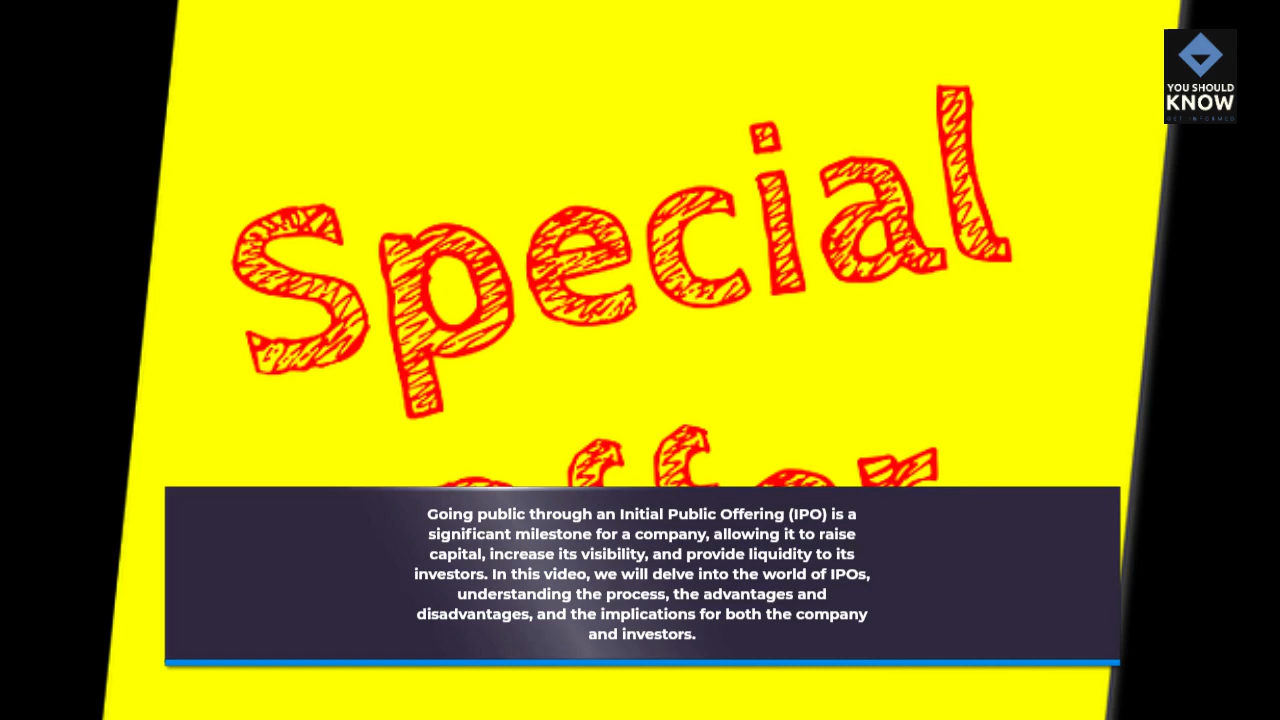 YOU SHOULD
KNOW
GET INFORMED
Special
offer
Going public through an Initial Public Offering (IPO) is a
significant milestone for a company, allowing it to raise
capital, increase its visibility, and provide liquidity to its
investors. In this video, we will delve into the world of IPOs,
understanding the process, the advantages and
disadvantages, and the implications for both the company
and investors.